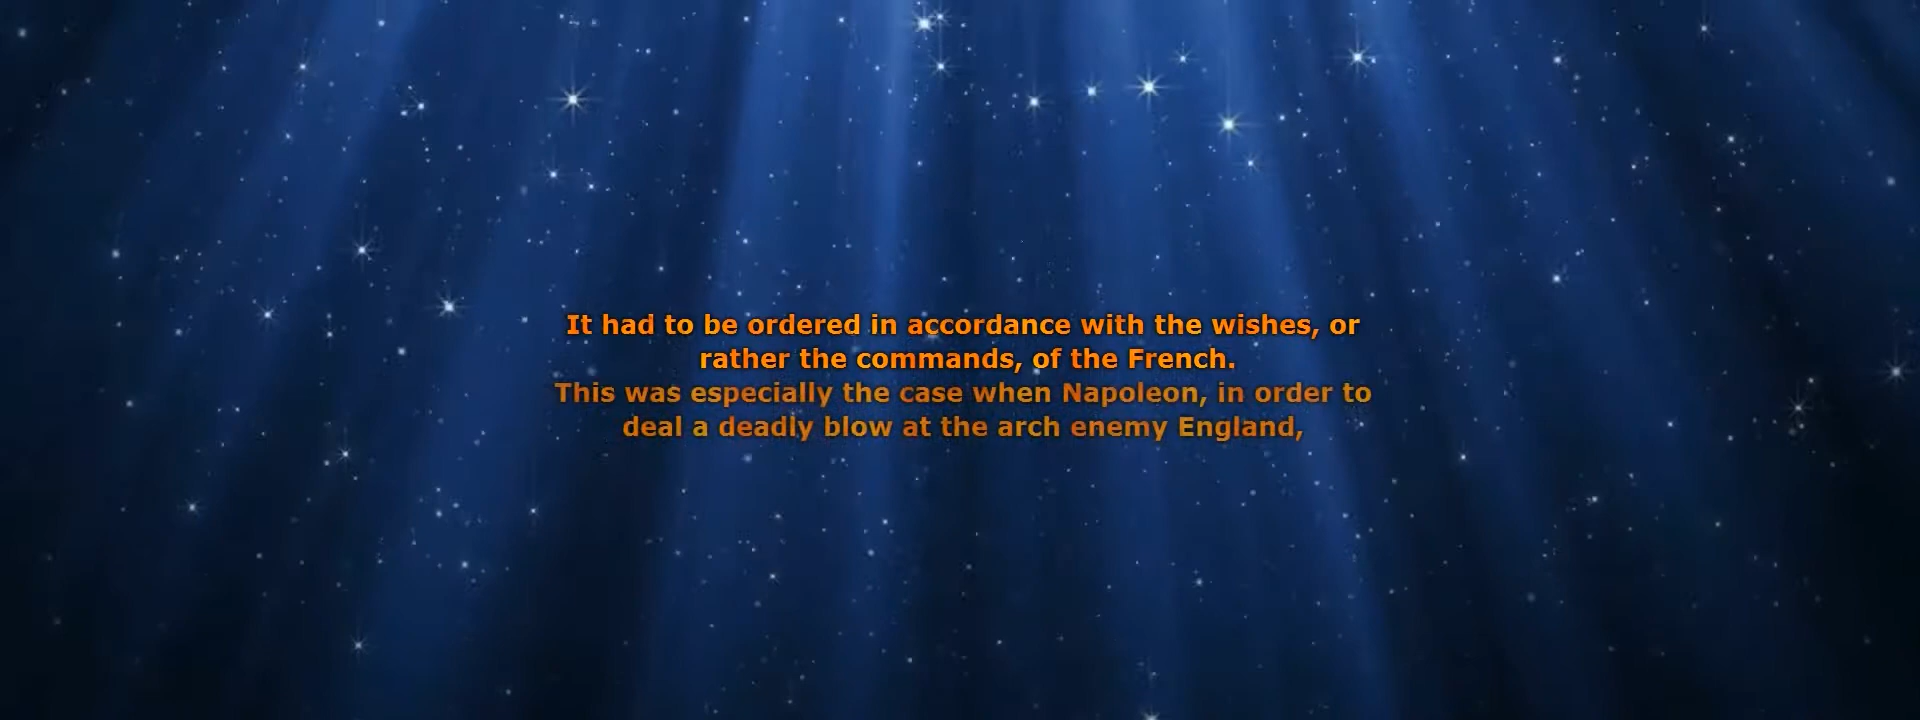 It had to be ordered in accordance with the wishes, or
rather the commands, of the French.
This was especially the case when Napoleon, in order to
deal a deadly blow at the arch enemy England,